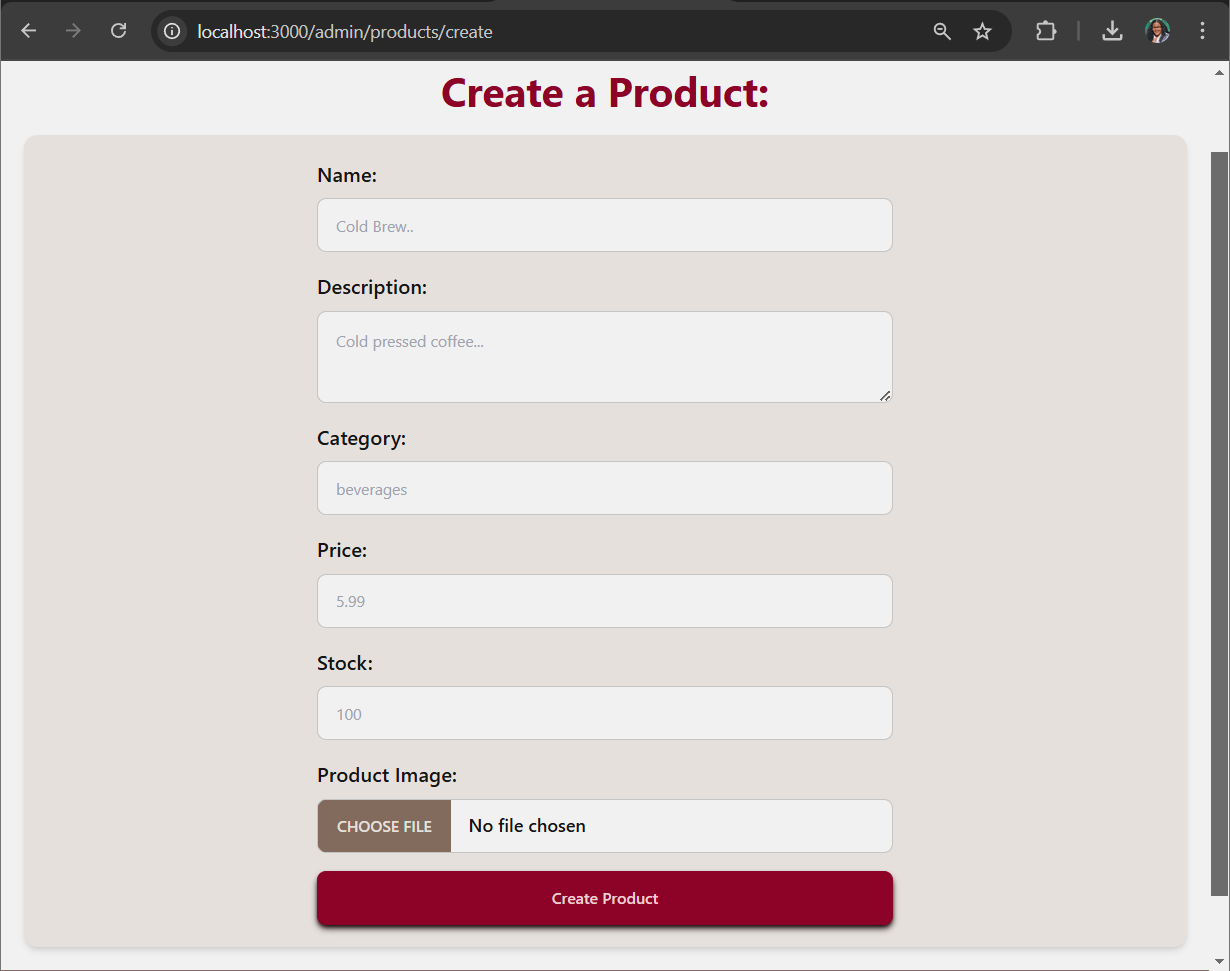 localhost:3000/admin/products/create
Create a Product:
Name:
Cold Brew..
Description:
Cold pressed coffee...
Category:
beverages
Price:
5.99
Stock:
100
Product Image:
CHOOSE FILE No file chosen
Create Product